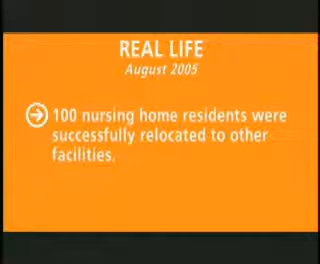 REAL LIFE
August 2005
100 nursing home residents were
successfully relocated to other
facilities.